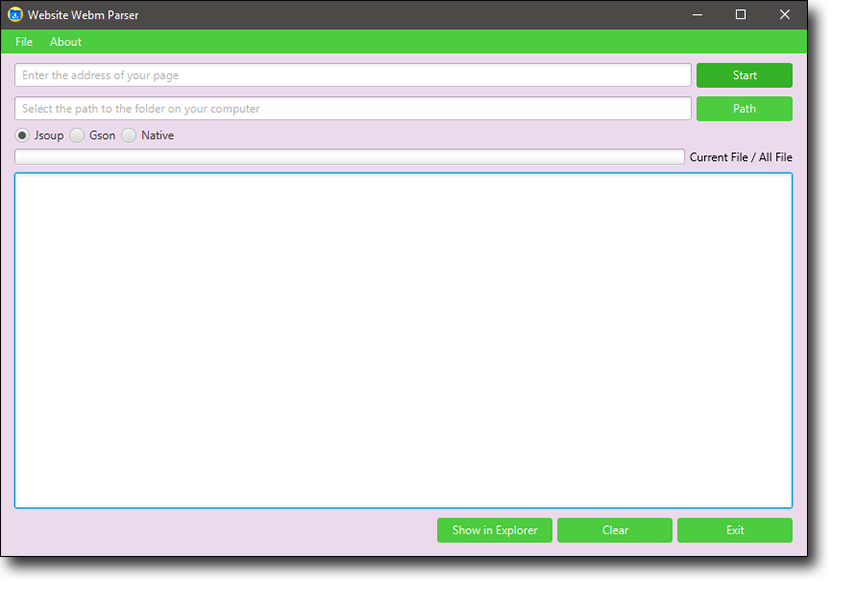 Website Webm Parser
File About
Enter the address of your page Start
Select the path to the folder on your computer Path
Jsoup Gson Native
Current File / All File
Show in Explorer Clear Exit